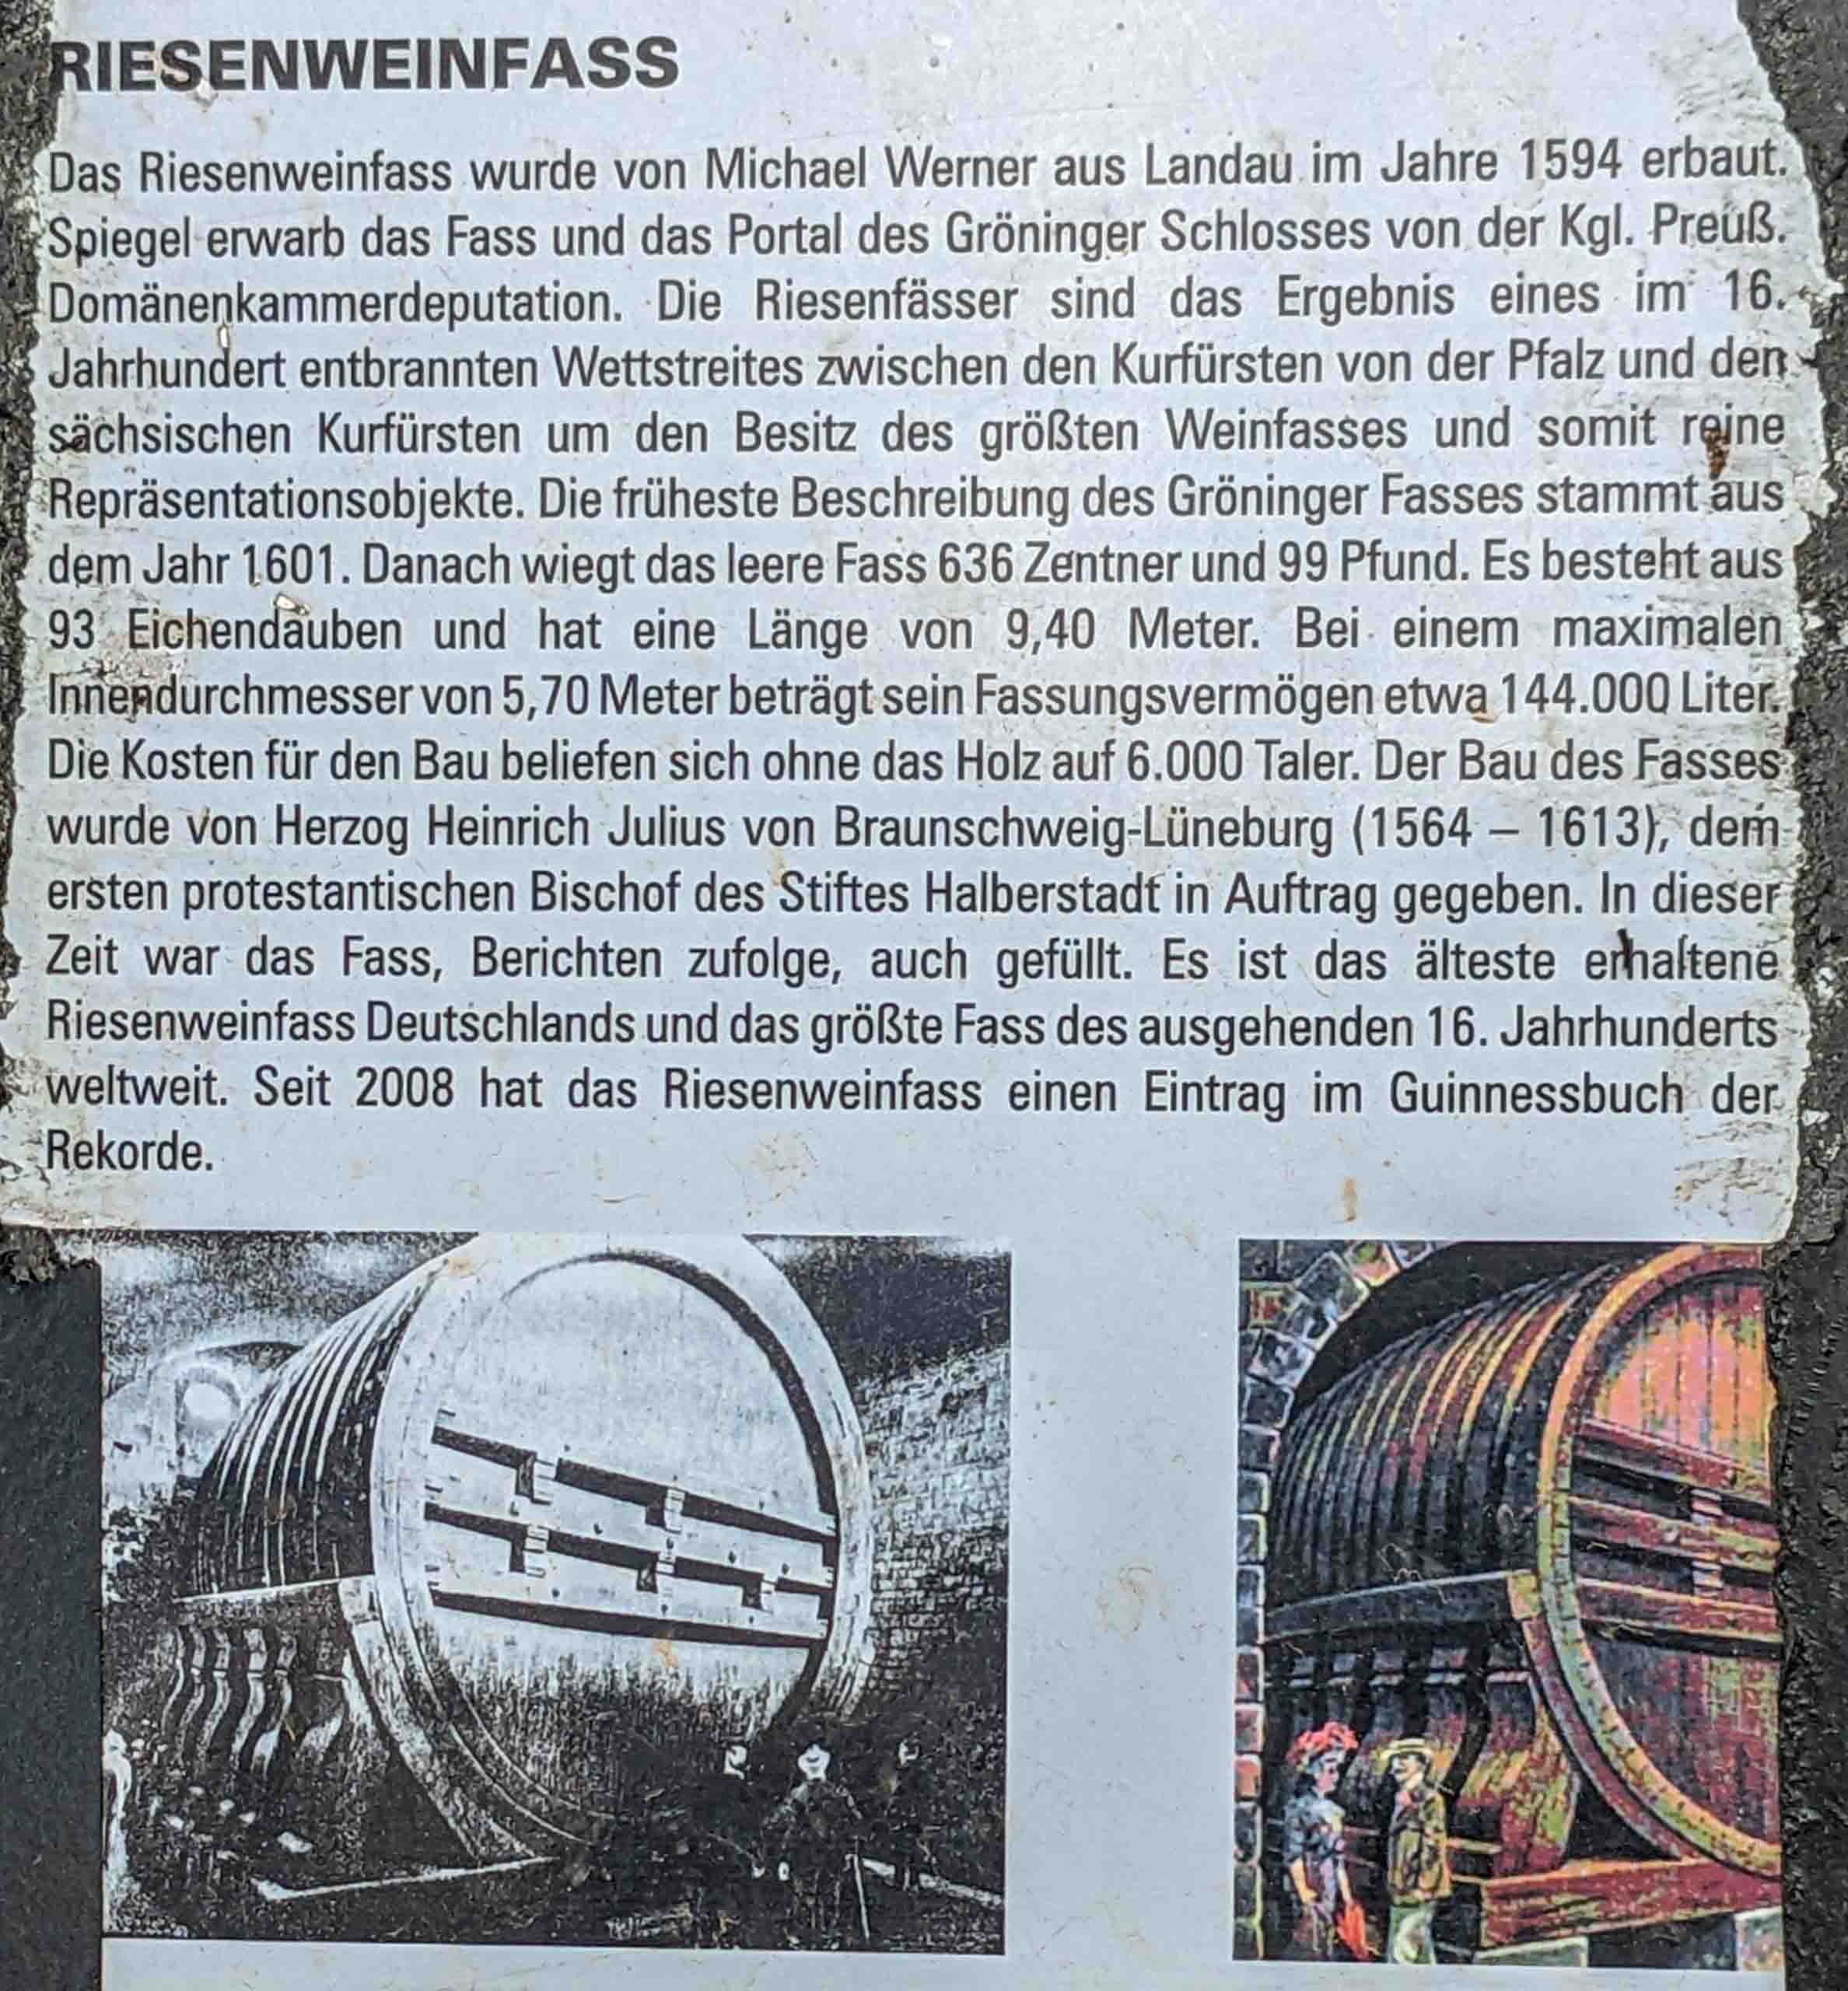 RIESENWEINFASS
Das Riesenweinfass wurde von Michael Werner aus Landau im Jahre 1594 erbaut.
Spiegel erwarb das Fass und das Portal des Gröninger Schlosses von der Kgl. Preuß.
Domänenkammerdeputation. Die Riesenfässer sind das Ergebnis eines im 16.
Jahrhundert entbrannten Wettstreites zwischen den Kurfürsten von der Pfalz und den
sächsischen Kurfürsten um den Besitz des größten Weinfasses und somit reine
Repräsentationsobjekte. Die früheste Beschreibung des Gröninger Fasses stammt aus
dem Jahr 1601. Danach wiegt das leere Fass 636 Zentner und 99 Pfund. Es besteht aus
93 Eichendauben und hat eine Länge von 9,40 Meter. Bei einem maximalen
Innendurchmesser von 5,70 Meter beträgt sein Fassungsvermögen etwa 144.000 Liter.
Die Kosten für den Bau beliefen sich ohne das Holz auf 6.000 Taler. Der Bau des Fasses
wurde von Herzog Heinrich Julius von Braunschweig-Lüneburg (1564 – 1613), dem
ersten protestantischen Bischof des Stiftes Halberstadt in Auftrag gegeben. In dieser
Zeit war das Fass, Berichten zufolge, auch gefüllt. Es ist das älteste erhaltene
Riesenweinfass Deutschlands und das größte Fass des ausgehenden 16. Jahrhunderts
weltweit. Seit 2008 hat das Riesenweinfass einen Eintrag im Guinnessbuch der
Rekorde.